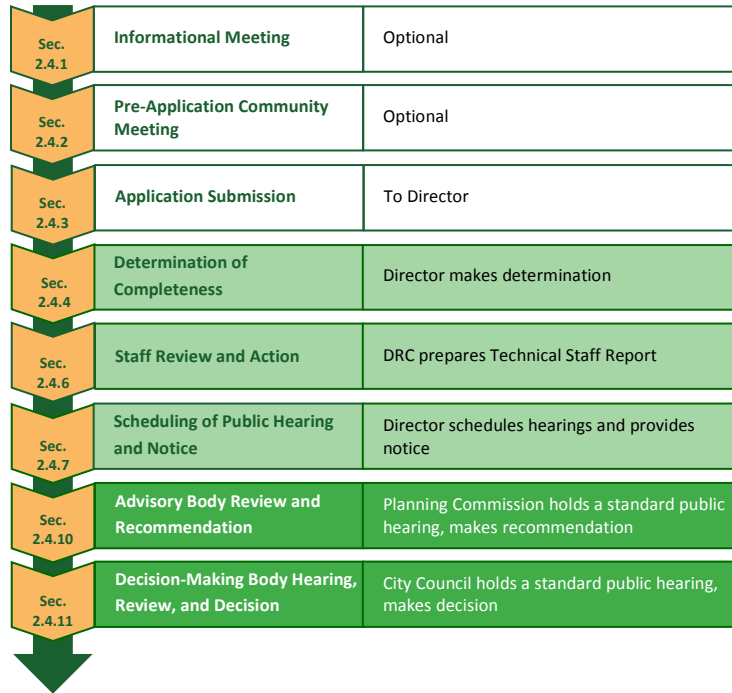 Sec.
2.4.1
Informational Meeting
Optional
Sec.
2.4.2
Pre-Application Community
Meeting
Optional
Sec.
2.4.3
Application Submission
To Director
Sec.
2.4.4
Determination of
Completeness
Director makes determination
Sec.
2.4.6
Staff Review and Action
DRC prepares Technical Staff Report
Sec.
2.4.7
Scheduling of Public Hearing
and Notice
Director schedules hearings and provides
notice
Sec.
2.4.10
Advisory Body Review and
Recommendation
Planning Commission holds a standard public
hearing, makes recommendation
Sec.
2.4.11
Decision-Making Body Hearing,
Review, and Decision
City Council holds a standard public hearing,
makes decision